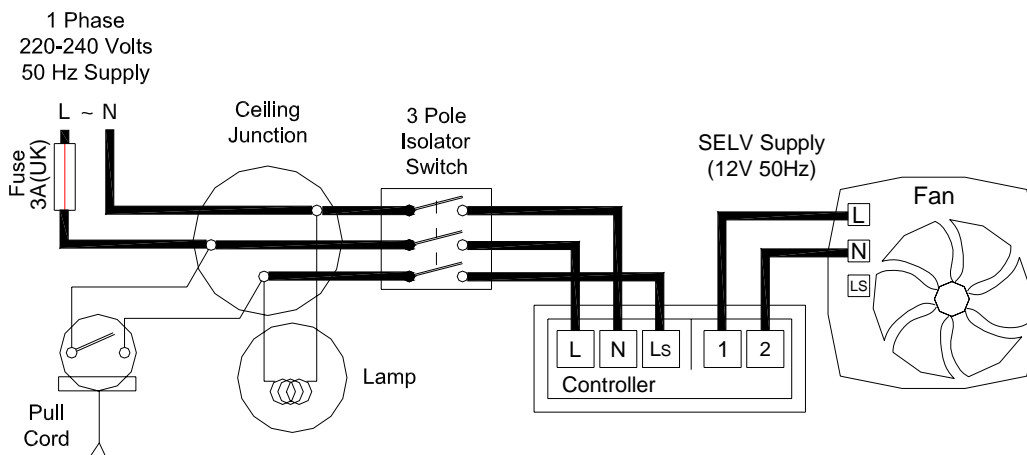 1 Phase
220-240 Volts
50 Hz Supply
L ~ N
Fuse
3A(UK)
Ceiling
Junction
3 Pole
Isolator
Switch
SELV Supply
(12V 50Hz)
Fan
L
N
LS
L N LS 1 2
Controller
Lamp
Pull
Cord